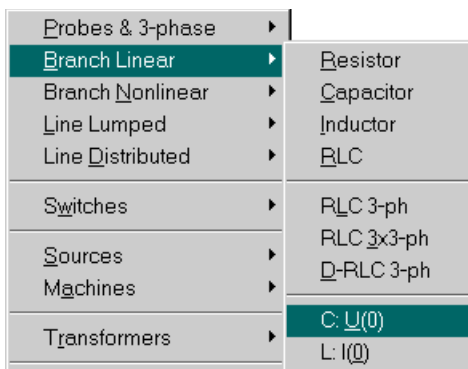 Probes & 3-phase
Branch Linear
Branch Nonlinear
Line Lumped
Line Distributed
Switches
Sources
Machines
Transformers
Resistor
Capacitor
Inductor
RLC
RLC 3-ph
RLC 3x3-ph
D-RLC 3-ph
C: U(0)
L: I(0)